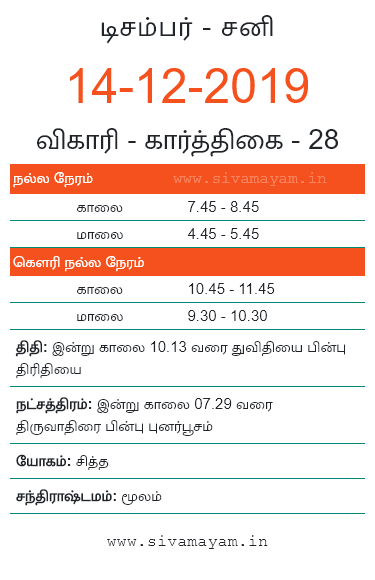 டிசம்பர் - சனி
14-12-2019
விகாரி - கார்த்திகை - 28
நல்ல நேரம் www.sivamayam.in
காலை 7.45 - 8.45
மாலை 4.45 - 5.45
கௌரி நல்ல நேரம்
காலை 10.45 - 11.45
மாலை 9.30 - 10.30
திதி: இன்று காலை 10.13 வரை துவிதியை பின்பு
திரிதியை
நட்சத்திரம்: இன்று காலை 07.29 வரை
திருவாதிரை பின்பு புனர்பூசம்
யோகம்: சித்த
சந்திராஷ்டமம்: மூலம்
www.sivamayam.in